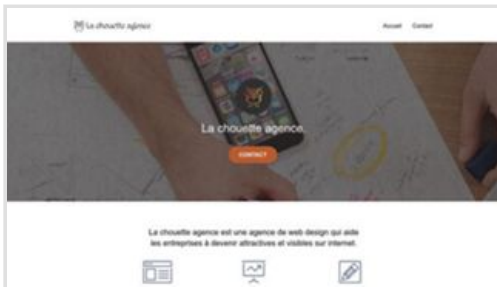 La chouette agence
Accueil Contact
La chouette agence.
CONTACT
La chouette agence est une agence de web design qui aide
les entreprises à devenir attractives et visibles sur internet.